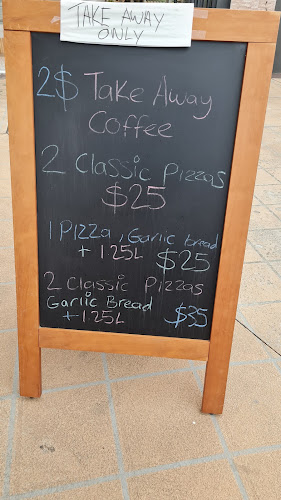 TAKE AWAY
ONLY
2$ Take Away
Coffee
2 Classic Pizzas
$25
1 Pizza, Garlic bread
+ 1.25L $25
2 Classic Pizzas
Garlic Bread
+ 1.25L $35